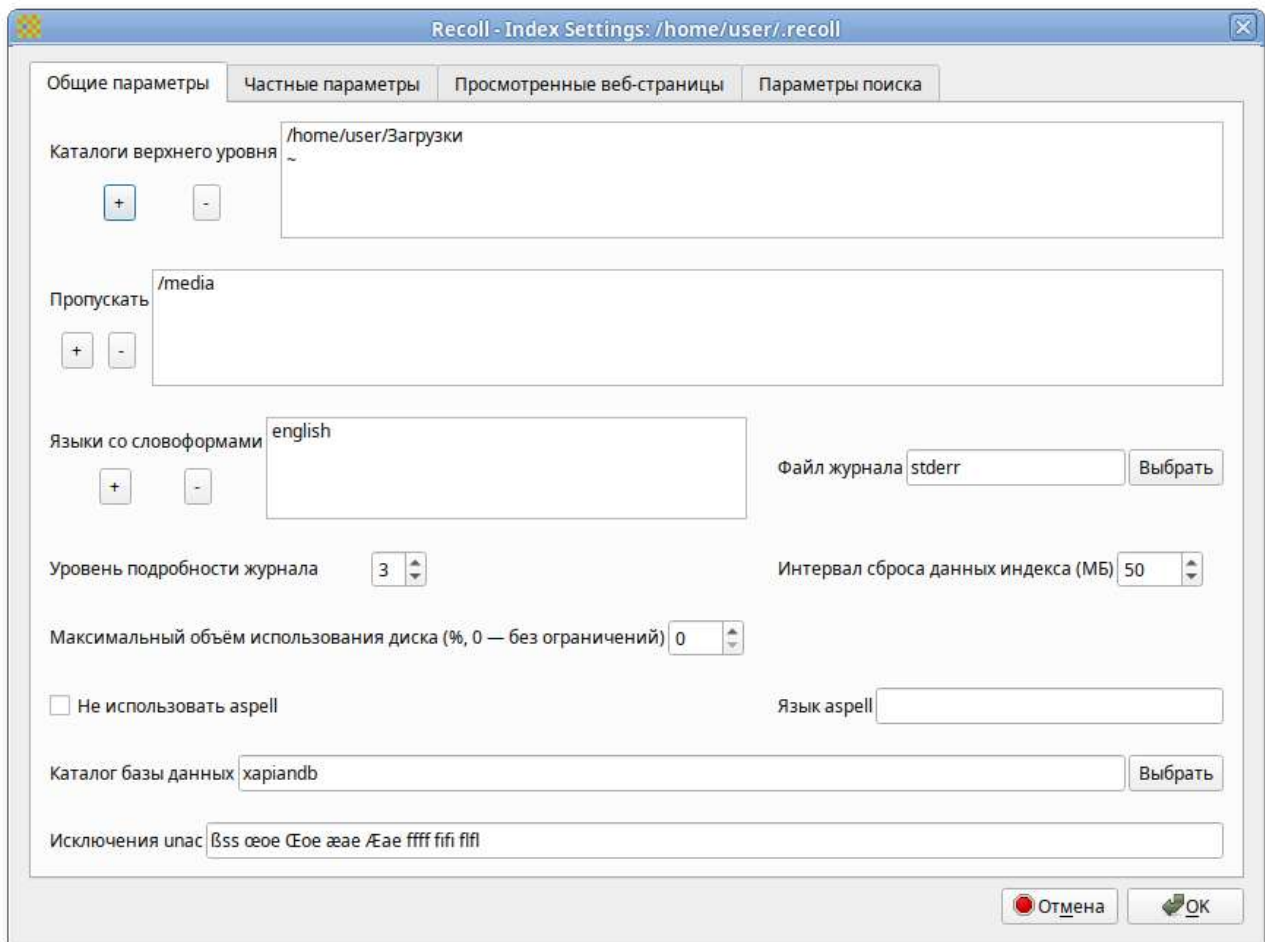 Recoll - Index Settings: /home/user/.recoll
Общие параметры Частные параметры Просмотренные веб-страницы Параметры поиска
Каталоги верхнего уровня
/home/user/Загрузки
~
+ -
Пропускать
/media
+ -
Языки со словоформами
english
+ -
Файл журнала stderr Выбрать
Уровень подробности журнала 3
Интервал сброса данных индекса (МБ) 50
Максимальный объём использования диска (%, 0 — без ограничений) 0
Не использовать aspell
Язык aspell
Каталог базы данных xapiandb Выбрать
Исключения unac ßss œoe Œoe æae Æae ffff fifi flfl
Отмена OK